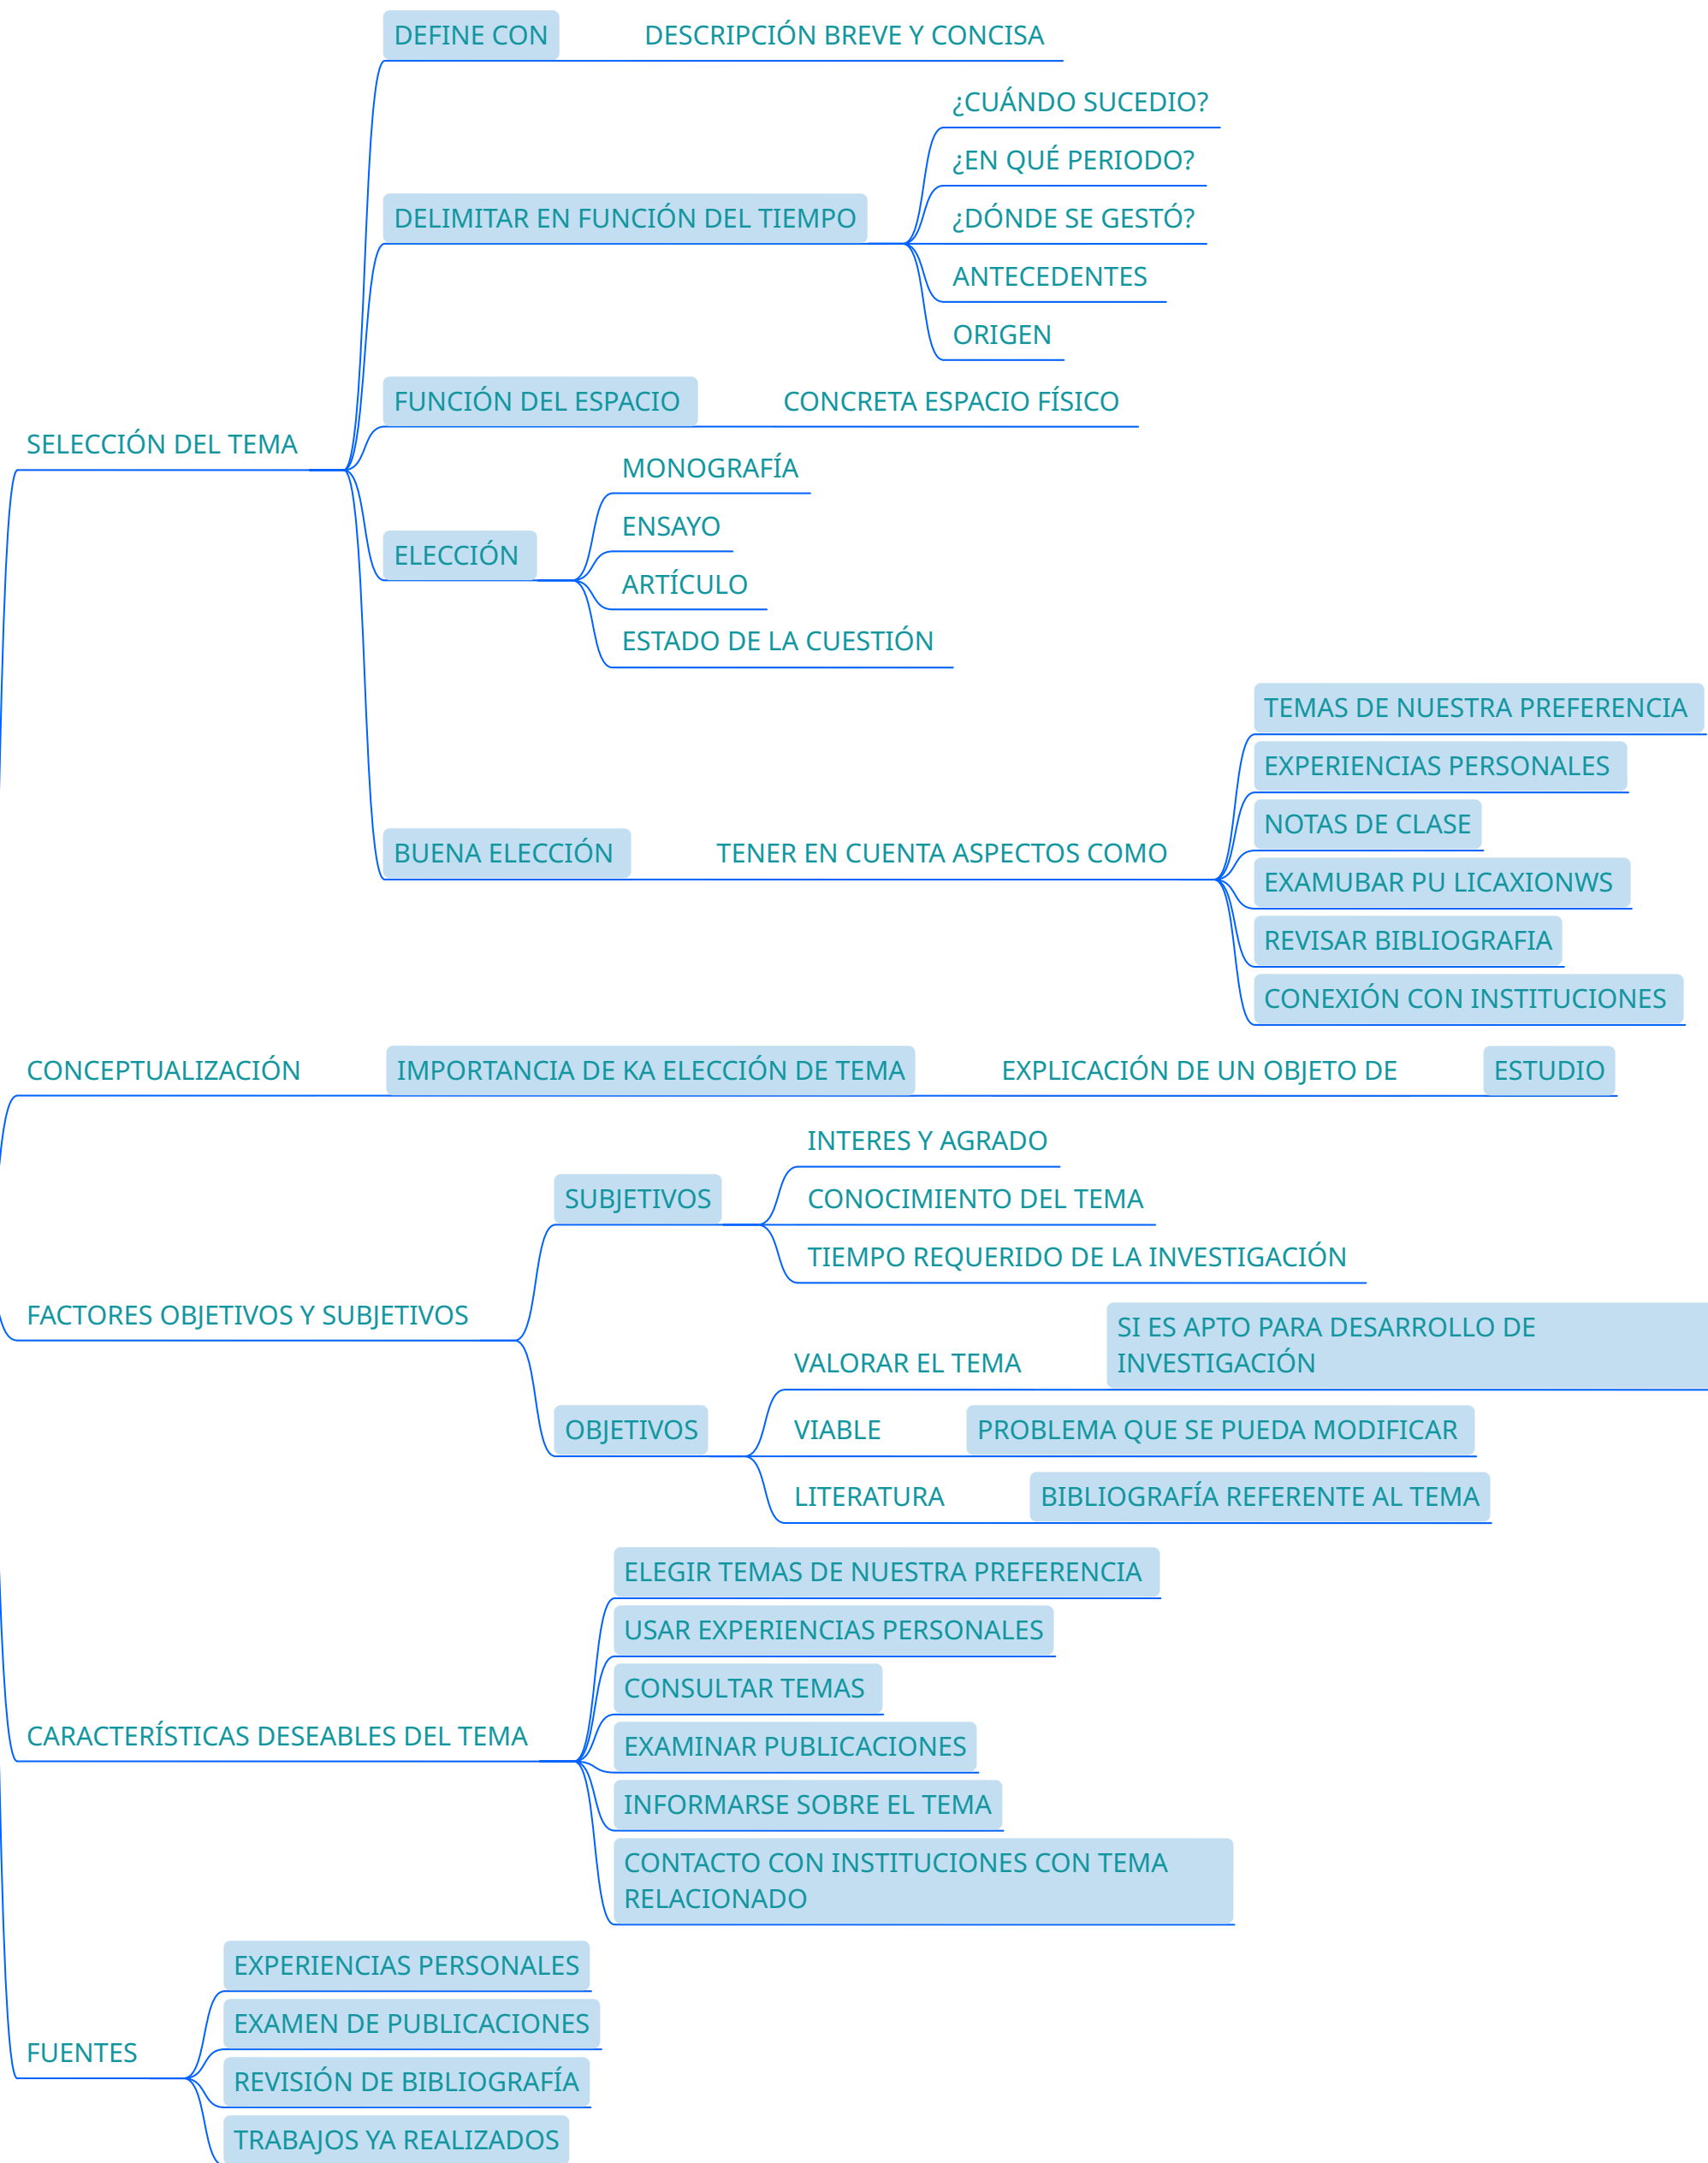 DEFINE CON
DESCRIPCIÓN BREVE Y CONCISA
¿CUÁNDO SUCEDIO?
¿EN QUÉ PERIODO?
DELIMITAR EN FUNCIÓN DEL TIEMPO
¿DÓNDE SE GESTÓ?
ANTECEDENTES
ORIGEN
FUNCIÓN DEL ESPACIO
CONCRETA ESPACIO FÍSICO
SELECCIÓN DEL TEMA
MONOGRAFÍA
ENSAYO
ELECCIÓN
ARTÍCULO
ESTADO DE LA CUESTIÓN
TEMAS DE NUESTRA PREFERENCIA
EXPERIENCIAS PERSONALES
NOTAS DE CLASE
BUENA ELECCIÓN
TENER EN CUENTA ASPECTOS COMO
EXAMUBAR PU LICAXIONWS
REVISAR BIBLIOGRAFIA
CONEXIÓN CON INSTITUCIONES
CONCEPTUALIZACIÓN
IMPORTANCIA DE KA ELECCIÓN DE TEMA
EXPLICACIÓN DE UN OBJETO DE
ESTUDIO
INTERES Y AGRADO
SUBJETIVOS
CONOCIMIENTO DEL TEMA
TIEMPO REQUERIDO DE LA INVESTIGACIÓN
FACTORES OBJETIVOS Y SUBJETIVOS
SI ES APTO PARA DESARROLLO DE
INVESTIGACIÓN
VALORAR EL TEMA
OBJETIVOS
VIABLE
PROBLEMA QUE SE PUEDA MODIFICAR
LITERATURA
BIBLIOGRAFÍA REFERENTE AL TEMA
ELEGIR TEMAS DE NUESTRA PREFERENCIA
USAR EXPERIENCIAS PERSONALES
CONSULTAR TEMAS
CARACTERÍSTICAS DESEABLES DEL TEMA
EXAMINAR PUBLICACIONES
INFORMARSE SOBRE EL TEMA
CONTACTO CON INSTITUCIONES CON TEMA
RELACIONADO
EXPERIENCIAS PERSONALES
EXAMEN DE PUBLICACIONES
FUENTES
REVISIÓN DE BIBLIOGRAFÍA
TRABAJOS YA REALIZADOS